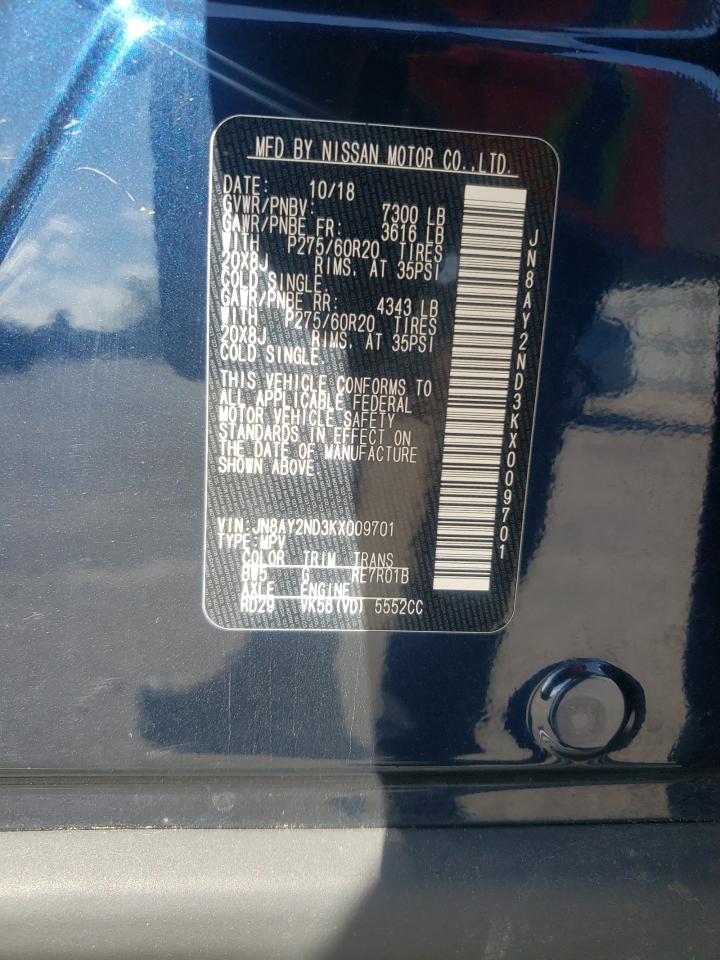 MFD BY NISSAN MOTOR CO.,LTD.
DATE: 10/18
GVWR/PNBV: 7300 LB
GAWR/PNBE FR: 3616 LB
WITH P275/60R20 TIRES
20X8J RIMS, AT 35PSI
COLD SINGLE.
GAWR/PNBE RR: 4343 LB
WITH P275/60R20 TIRES
20X8J RIMS, AT 35PSI
COLD SINGLE.
THIS VEHICLE CONFORMS TO
ALL APPLICABLE FEDERAL
MOTOR VEHICLE SAFETY
STANDARDS IN EFFECT ON
THE DATE OF MANUFACTURE
SHOWN ABOVE.
VIN:JN8AY2ND3KX009701
TYPE:MPV
COLOR TRIM TRANS
BW5 G RE7R01B
AXLE ENGINE
RD29 VK56(VD) 5552CC
JN8AY2ND3KX009701